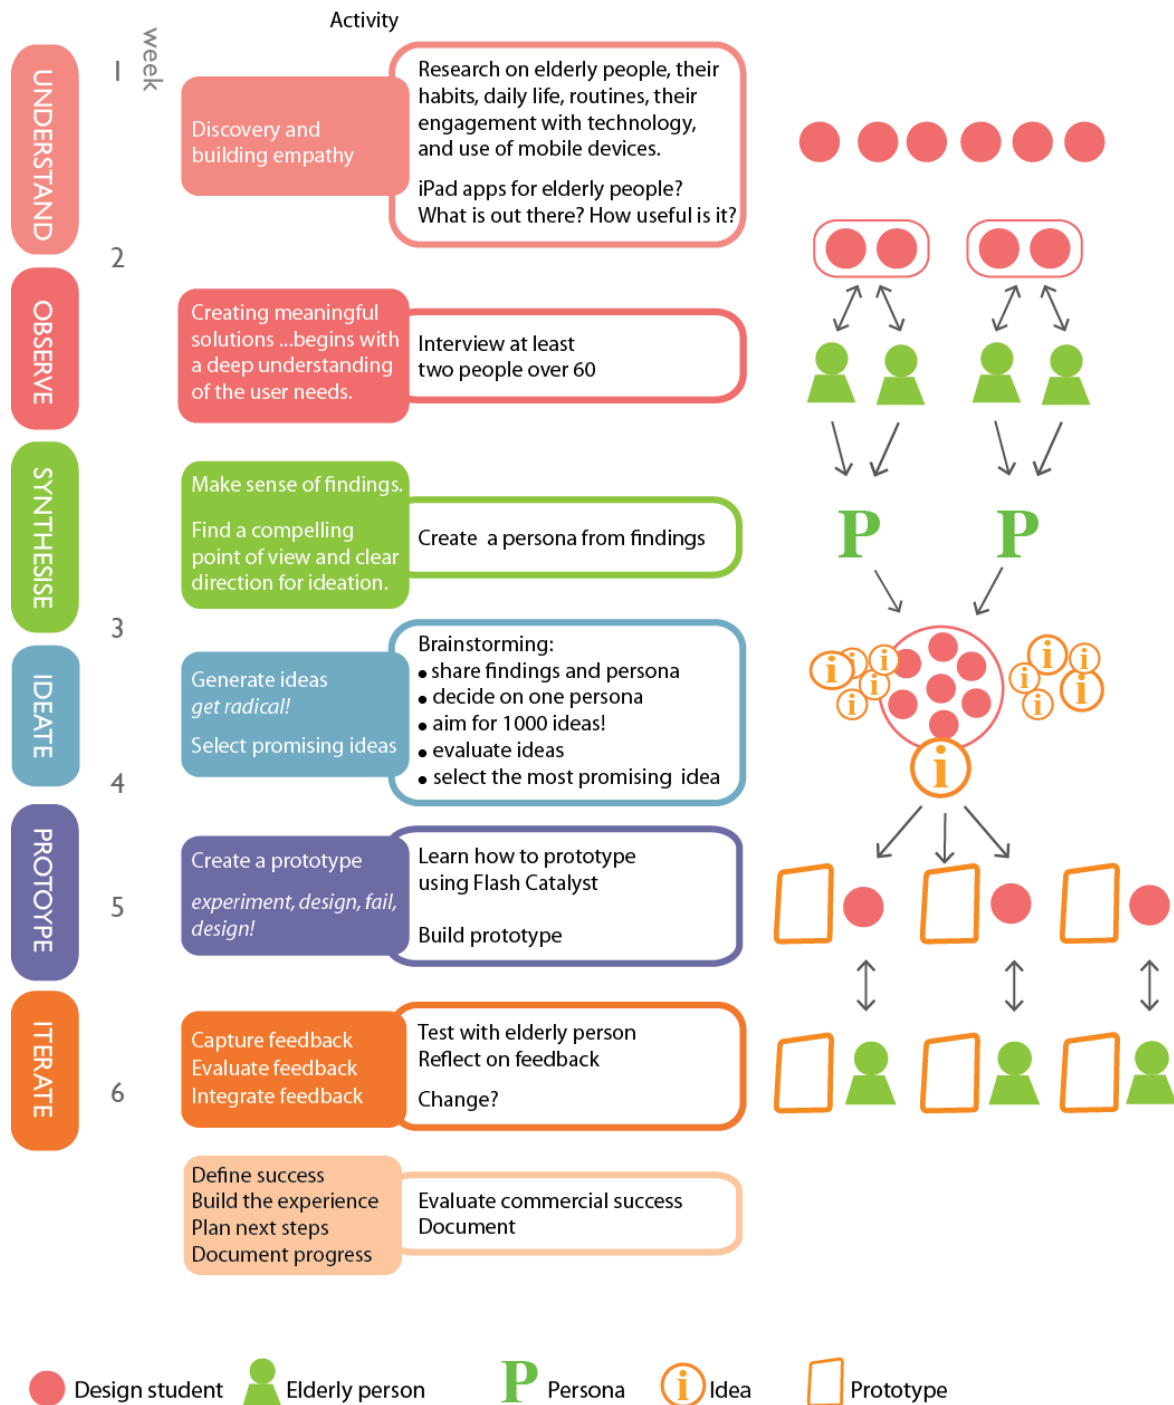 Activity
week
1
UNDERSTAND
Discovery and
building empathy
Research on elderly people, their
habits, daily life, routines, their
engagement with technology,
and use of mobile devices.
iPad apps for elderly people?
What is out there? How useful is it?
2
OBSERVE
Creating meaningful
solutions ...begins with
a deep understanding
of the user needs.
Interview at least
two people over 60
SYNTHESISE
Make sense of findings.
Find a compelling
point of view and clear
direction for ideation.
Create a persona from findings
P P
3
IDEATE
Generate ideas
get radical!
Select promising ideas
Brainstorming:
• share findings and persona
• decide on one persona
• aim for 1000 ideas!
• evaluate ideas
• select the most promising idea
i i i i i i i i i i
i
4
PROTOYPE
Create a prototype
experiment, design, fail,
design!
Learn how to prototype
using Flash Catalyst
Build prototype
5
ITERATE
Capture feedback
Evaluate feedback
Integrate feedback
Test with elderly person
Reflect on feedback
Change?
6
Define success
Build the experience
Plan next steps
Document progress
Evaluate commercial success
Document
Design student
Elderly person
P Persona
i Idea
Prototype